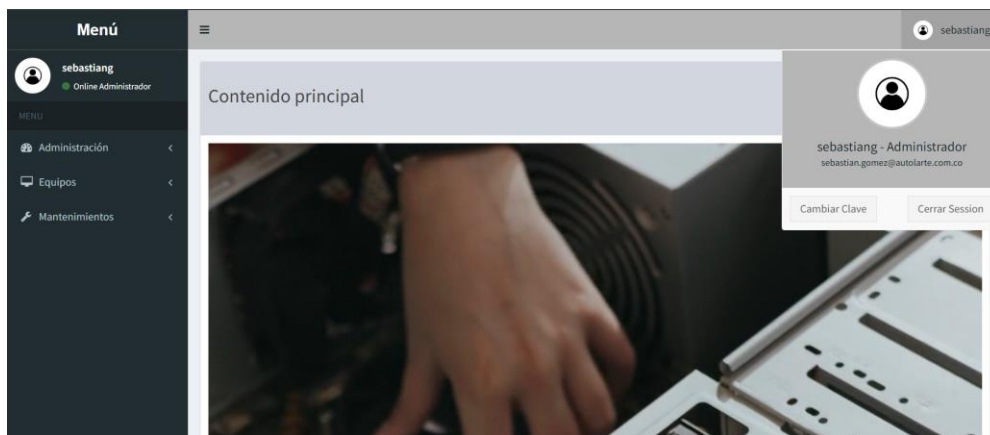 Menú
sebastiang
sebastiang
Online Administrador
MENU
Administración
Equipos
Mantenimientos
Contenido principal
sebastiang - Administrador
sebastian.gomez@autolarte.com.co
Cambiar Clave
Cerrar Session